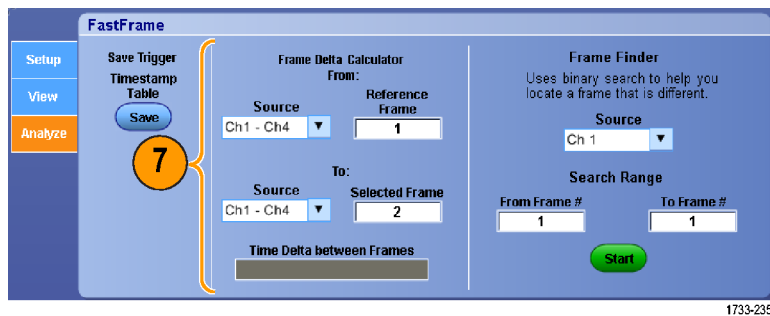 FastFrame
Setup
View
Analyze
Save Trigger
Timestamp
Table
Save
7
Frame Delta Calculator
From:
Source
Reference
Frame
Ch1 - Ch4
1
To:
Source
Selected Frame
Ch1 - Ch4
2
Time Delta between Frames
Frame Finder
Uses binary search to help you
locate a frame that is different.
Source
Ch 1
Search Range
From Frame #
To Frame #
1
1
Start
1733-235